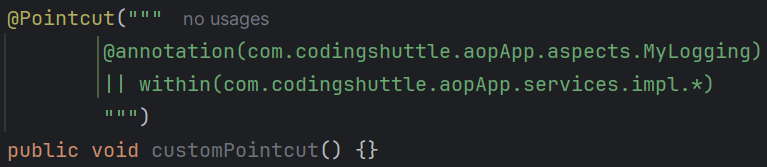 @Pointcut(""" no usages
@annotation(com.codingshuttle.aopApp.aspects.MyLogging)
|| within(com.codingshuttle.aopApp.services.impl.*)
""")
public void customPointcut() {}